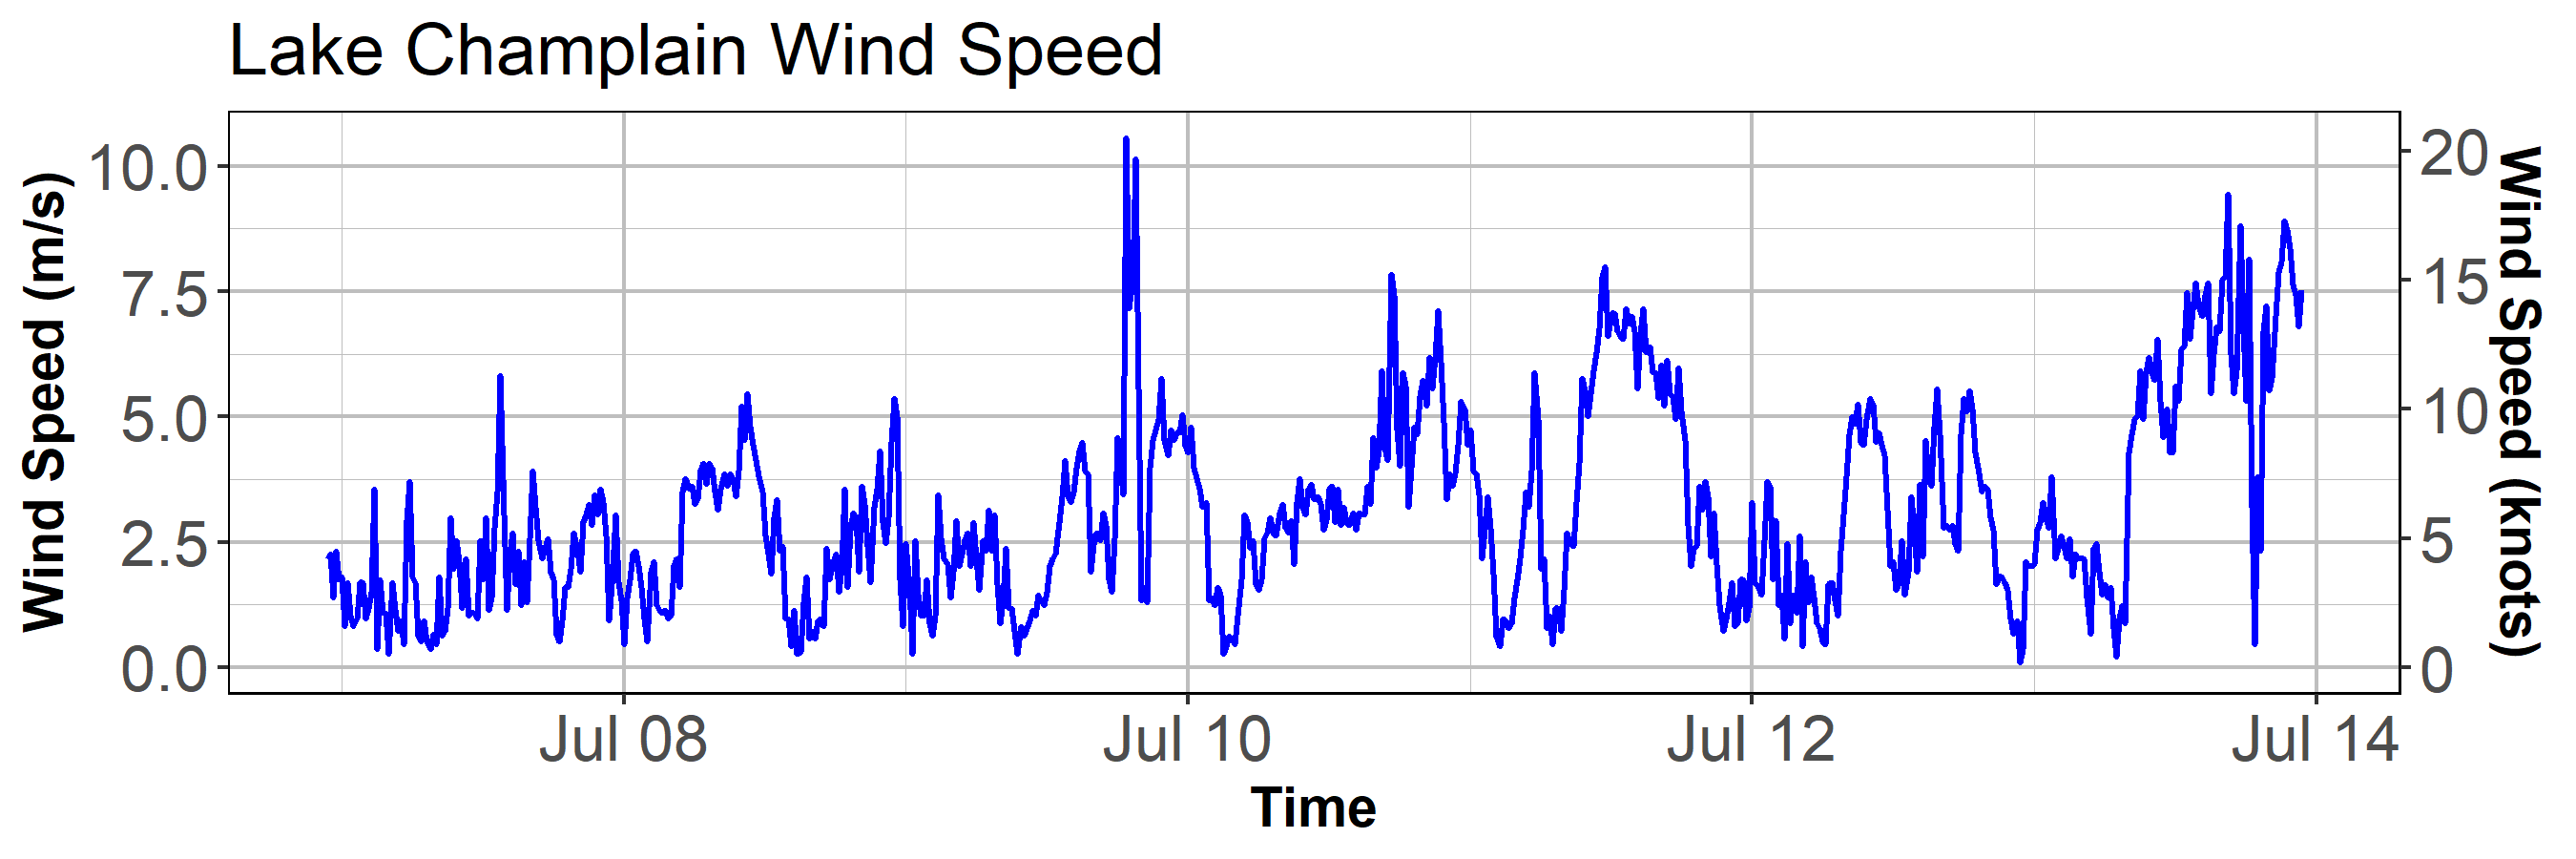 Lake Champlain Wind Speed
Wind Speed (m/s)
10.0
7.5
5.0
2.5
0.0
20
15
10
5
0
Wind Speed (knots)
Jul 08
Jul 10
Jul 12
Jul 14
Time